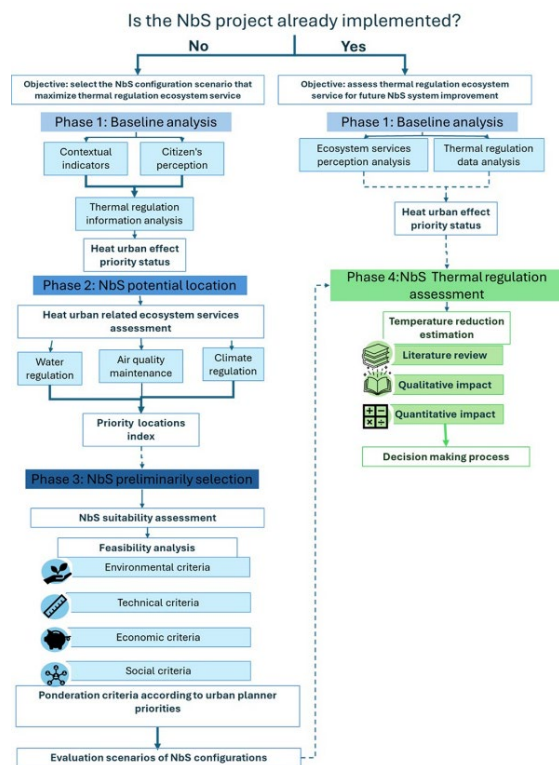 Is the NbS project already implemented?
No
Yes
Objective: select the NbS configuration scenario that
maximize thermal regulation ecosystem service
Phase 1: Baseline analysis
Contextual
indicators
Citizen's
perception
Thermal regulation
information analysis
Heat urban effect
priority status
Phase 2: NbS potential location
Heat urban related ecosystem services
assessment
Water
regulation
Air quality
maintenance
Climate
regulation
Priority locations
index
Phase 3: NbS preliminarily selection
NbS suitability assessment
Feasibility analysis
Environmental criteria
Technical criteria
Economic criteria
Social criteria
Ponderation criteria according to urban planner
priorities
Evaluation scenarios of NbS configurations
Objective: assess thermal regulation ecosystem
service for future NbS system improvement
Phase 1: Baseline analysis
Ecosystem services
perception analysis
Thermal regulation
data analysis
Heat urban effect
priority status
Phase 4:NbS Thermal regulation
assessment
Temperature reduction
estimation
Literature review
Qualitative impact
Quantitative impact
Decision making process